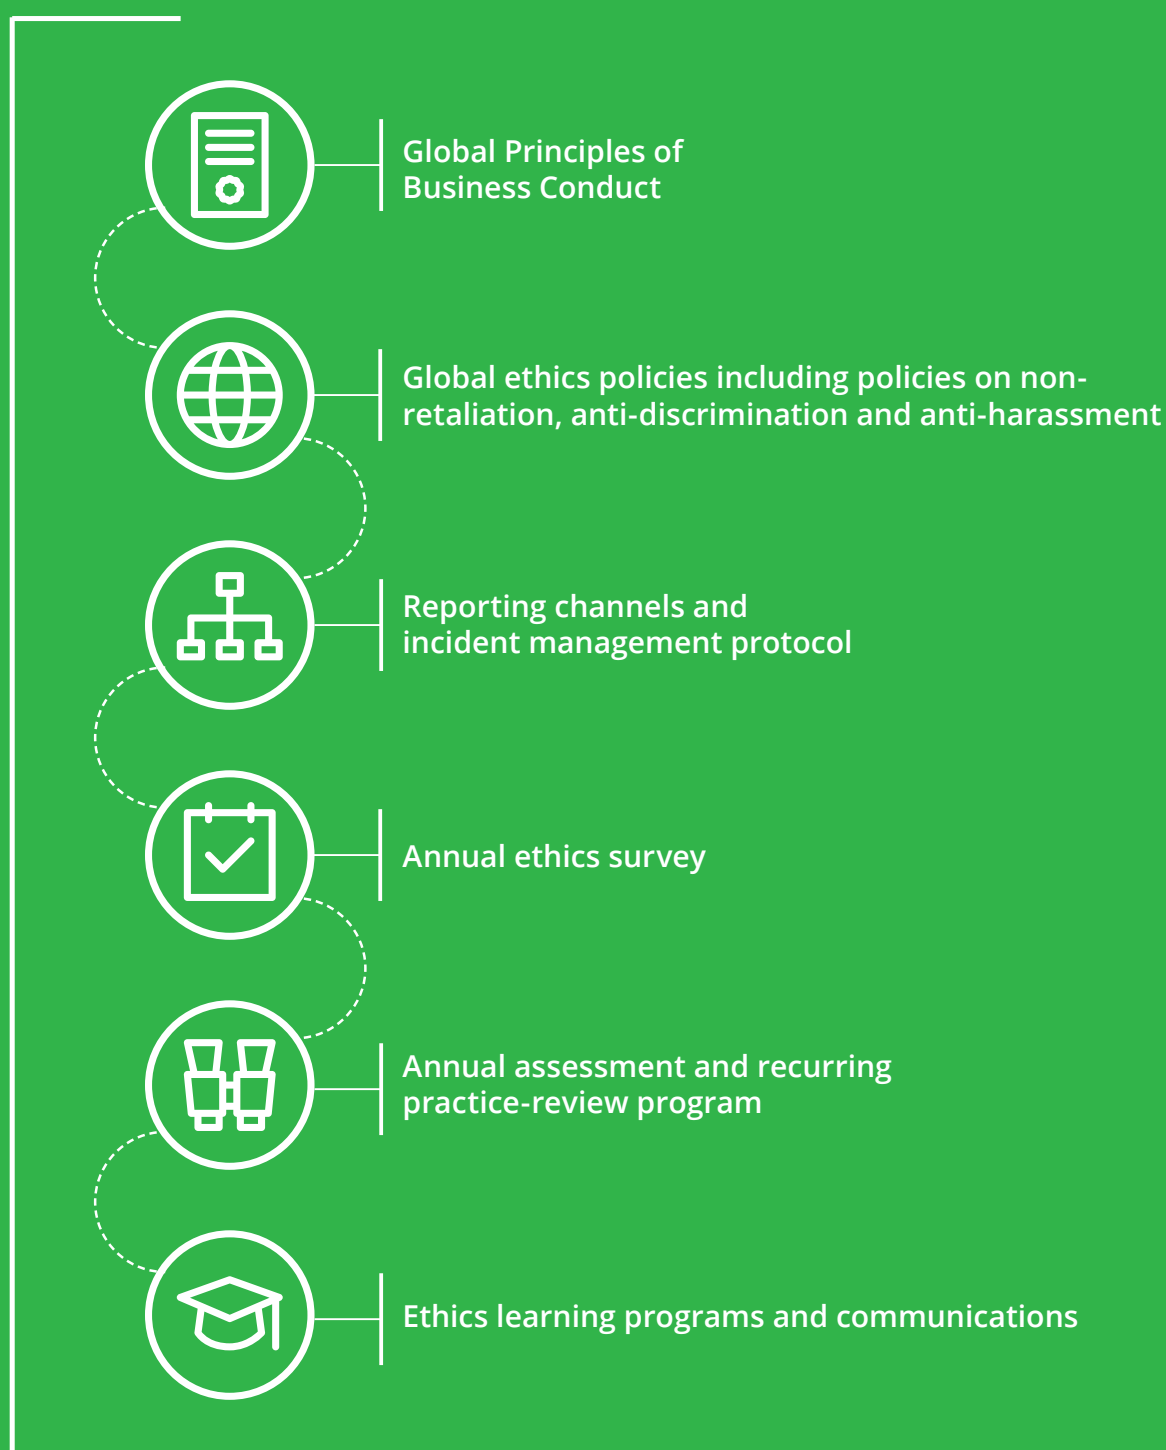 Global Principles of
Business Conduct
Global ethics policies including policies on non-
retaliation, anti-discrimination and anti-harassment
Reporting channels and
incident management protocol
Annual ethics survey
Annual assessment and recurring
practice-review program
Ethics learning programs and communications